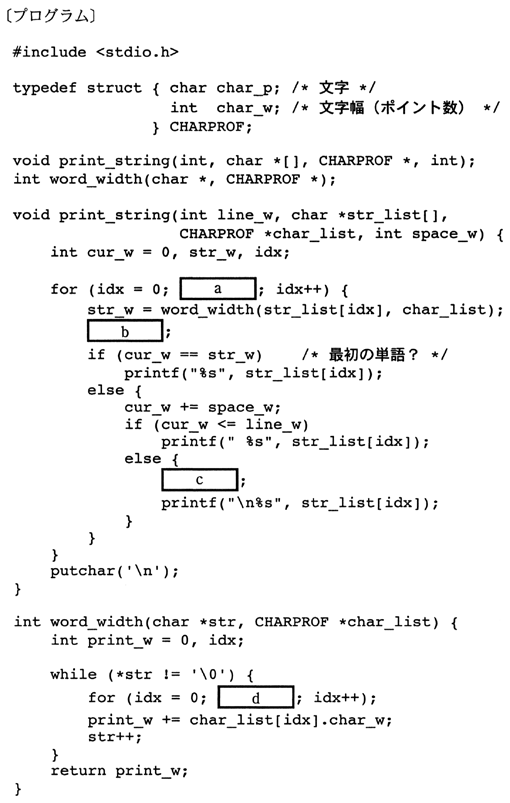 〔プログラム〕
#include <stdio.h>
typedef struct { char char_p; /* 文字 */
int char_w; /* 文字幅（ポイント数） */
} CHARPROF;
void print_string(int, char *[], CHARPROF *, int);
int word_width(char *, CHARPROF *);
void print_string(int line_w, char *str_list[],
CHARPROF *char_list, int space_w) {
int cur_w = 0, str_w, idx;
for (idx = 0; a ; idx++) {
str_w = word_width(str_list[idx], char_list);
b ;
if (cur_w == str_w) /* 最初の単語？ */
printf("%s", str_list[idx]);
else {
cur_w += space_w;
if (cur_w <= line_w)
printf(" %s", str_list[idx]);
else {
c ;
printf("\n%s", str_list[idx]);
}
}
}
putchar('\n');
}
int word_width(char *str, CHARPROF *char_list) {
int print_w = 0, idx;
while (*str != '\0') {
for (idx = 0; d ; idx++);
print_w += char_list[idx].char_w;
str++;
}
return print_w;
}